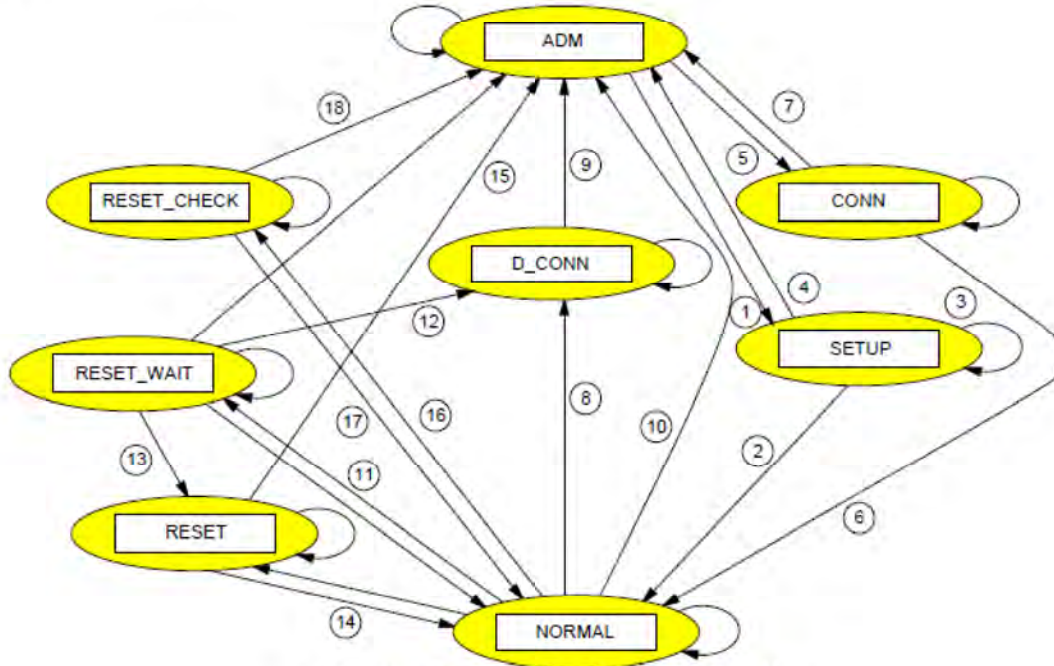 ADM
18
7
15
9
5
RESET_CHECK
CONN
D_CONN
4
3
1
12
SETUP
RESET_WAIT
8
17
16
10
2
13
11
6
RESET
14
NORMAL